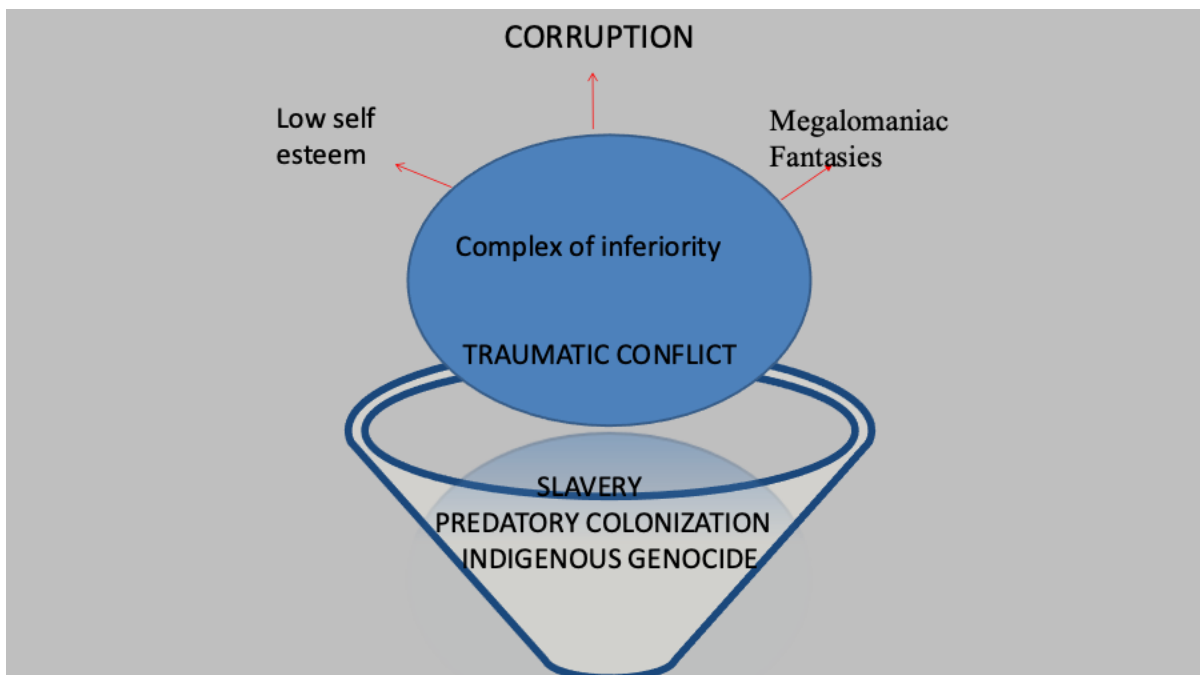 CORRUPTION
Low self
esteem
Megalomaniac
Fantasies
Complex of inferiority
TRAUMATIC CONFLICT
SLAVERY
PREDATORY COLONIZATION
INDIGENOUS GENOCIDE